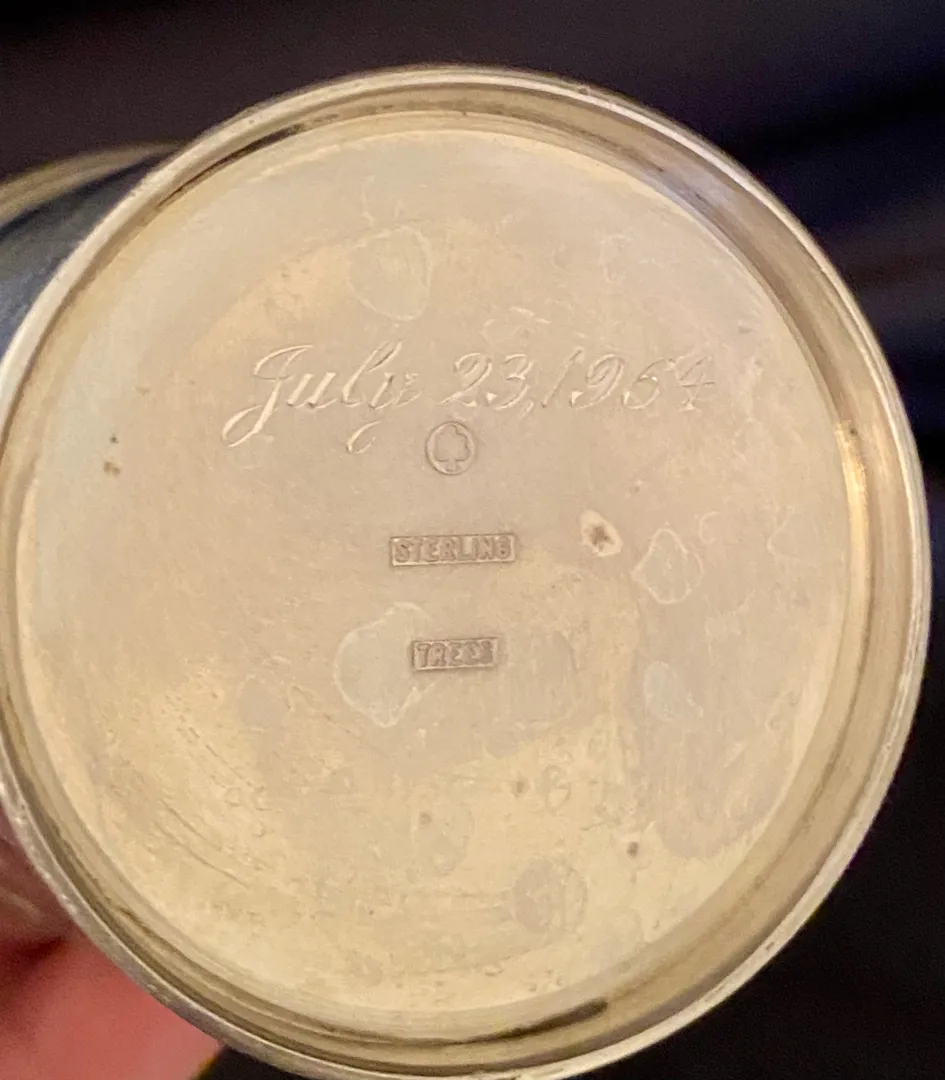 July 23, 1964
STERLING
TREES